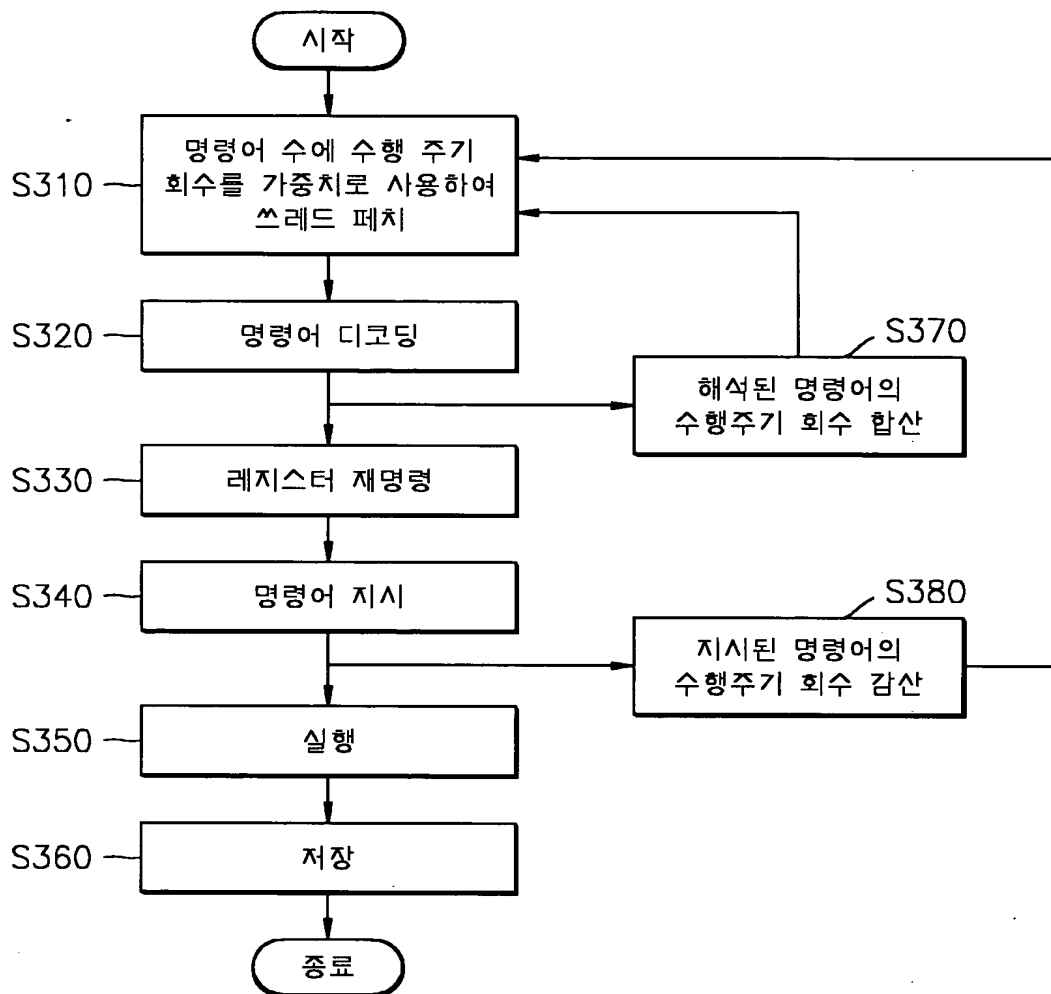 시작
명령어 수에 수행 주기
회수를 가중치로 사용하여
쓰레드 페치
S310
명령어 디코딩
S320
S370
해석된 명령어의
수행주기 회수 합산
레지스터 재명령
S330
명령어 지시
S340
S380
지시된 명령어의
수행주기 회수 감산
실행
S350
저장
S360
종료